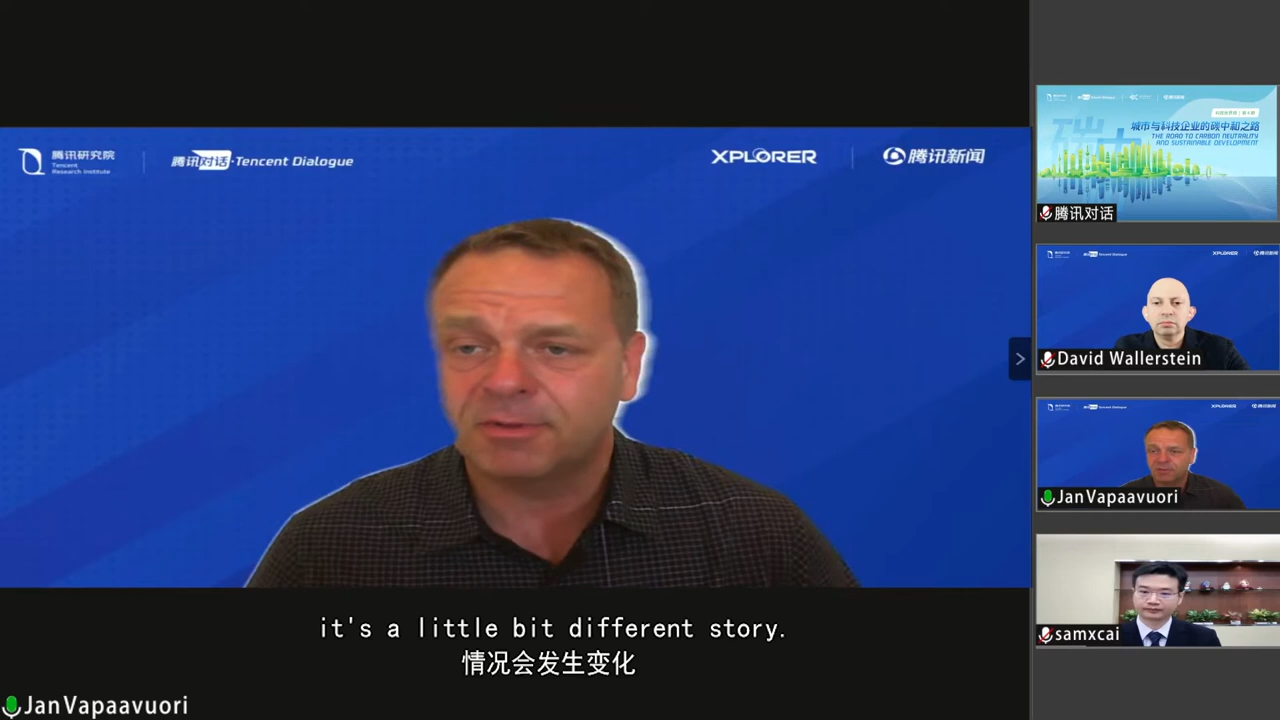 腾讯研究院
Tencent
Research Institute
腾讯对话·Tencent Dialogue
XPLORER
腾讯新闻
it's a little bit different story.
情况会发生变化
JanVapaavuori
城市与科技企业的碳中和之路
THE ROAD TO CARBON NEUTRALITY
AND SUSTAINABLE DEVELOPMENT
腾讯对话
XPLORER
David Wallerstein
XPLORER
JanVapaavuori
samxcai